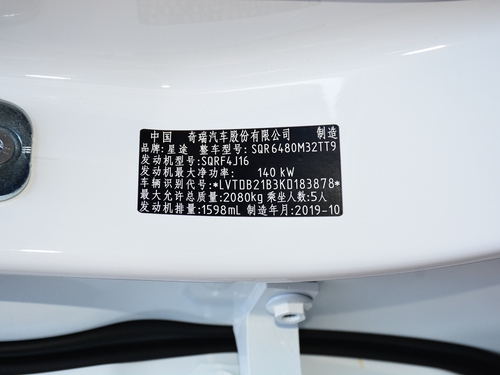 中国 奇瑞汽车股份有限公司 制造
品牌:星途 整车型号:SQR6480M32TT9
发动机型号:SQRF4J16
发动机最大净功率: 140 kW
车辆识别代号:*LVTDB21B3KD183878*
最大允许总质量:2080kg 乘坐人数:5人
发动机排量:1598mL 制造年月:2019-10